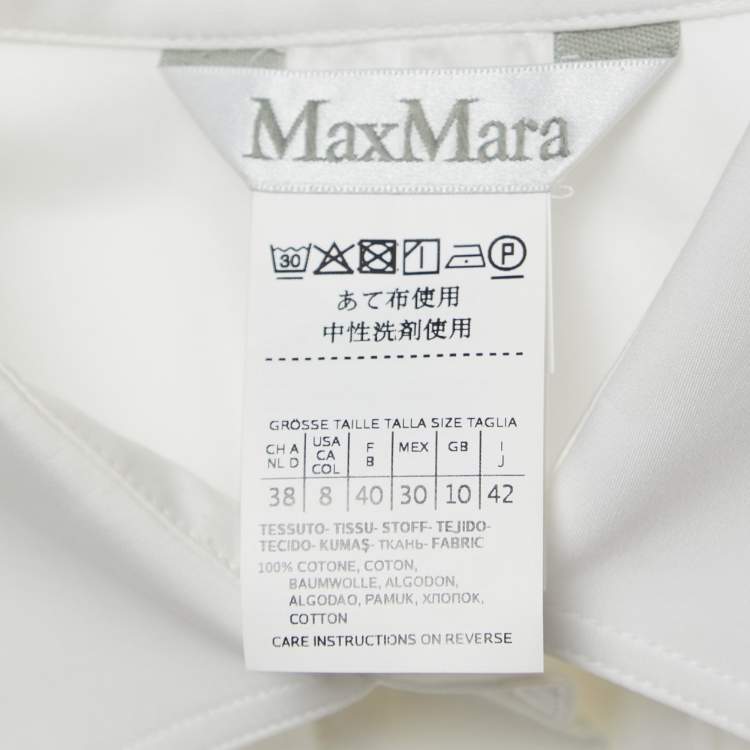 MaxMara
30 P
あて布使用
中性洗剤使用
GRÖSSE TAILLE TALLA SIZE TAGLIA
CH A NL D USA CA COL F B MEX GB I J
38 8 40 30 10 42
TESSUTO- TISSU- STOFF- TEJIDO-
TECIDO- KUMAŞ- ТКАНЬ- FABRIC
100% COTONE, COTON,
BAUMWOLLE, ALGODON,
ALGODAO, PAMUK, ХЛОПОК,
COTTON
CARE INSTRUCTIONS ON REVERSE